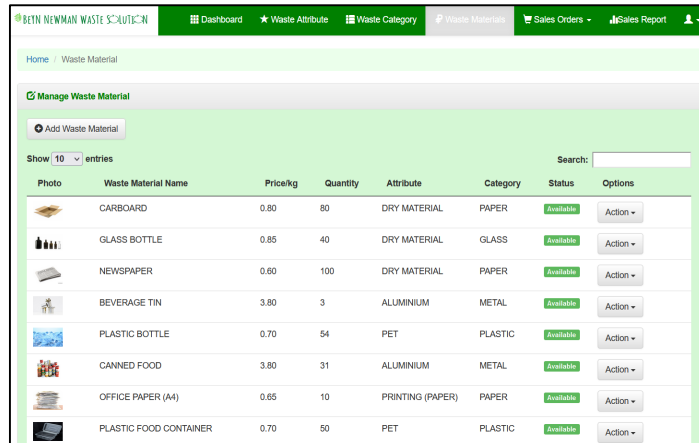 BEYN NEWMAN WASTE SOLUTION Dashboard Waste Attribute Waste Category Waste Materials Sales Orders Sales Report
Home / Waste Material
Manage Waste Material
Add Waste Material
Show 10 entries Search:
Photo Waste Material Name Price/kg Quantity Attribute Category Status Options
CARBOARD 0.80 80 DRY MATERIAL PAPER Available Action
GLASS BOTTLE 0.85 40 DRY MATERIAL GLASS Available Action
NEWSPAPER 0.60 100 DRY MATERIAL PAPER Available Action
BEVERAGE TIN 3.80 3 ALUMINIUM METAL Available Action
PLASTIC BOTTLE 0.70 54 PET PLASTIC Available Action
CANNED FOOD 3.80 31 ALUMINIUM METAL Available Action
OFFICE PAPER (A4) 0.65 10 PRINTING (PAPER) PAPER Available Action
PLASTIC FOOD CONTAINER 0.70 50 PET PLASTIC Available Action